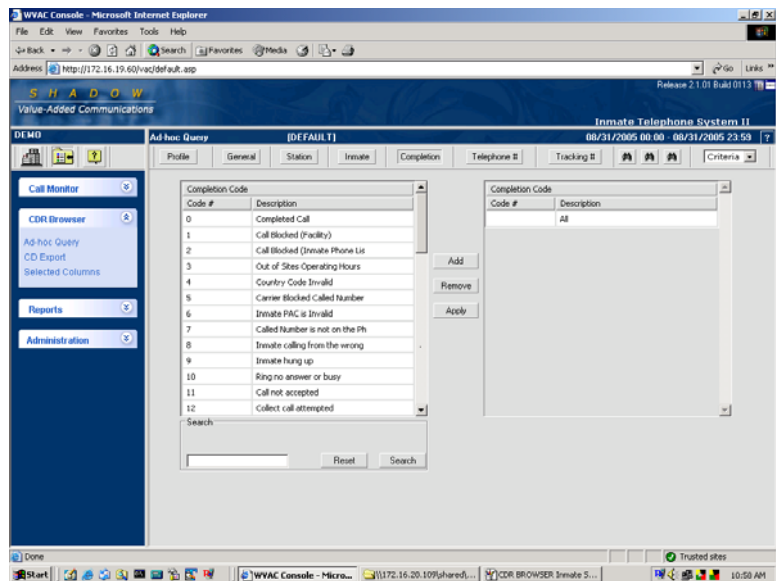 WVAC Console - Microsoft Internet Explorer
File Edit View Favorites Tools Help
Back Search Favorites Media
Address http://172.16.19.60/vac/default.asp Go Links
SHADOW
Value-Added Communications
Release 2.1.01 Build 0113
Inmate Telephone System II
DEMO
Ad-hoc Query [DEFAULT] 08/31/2005 00:00 - 08/31/2005 23:59 ?
Profile General Station Inmate Completion Telephone # Tracking # Criteria
Call Monitor
CDR Browser
Ad-hoc Query
CD Export
Selected Columns
Reports
Administration
Completion Code
Code # Description
0 Completed Call
1 Call Blocked (Facility)
2 Call Blocked (Inmate Phone Lis
3 Out of Sites Operating Hours
4 Country Code Invalid
5 Carrier Blocked Called Number
6 Inmate PAC is Invalid
7 Called Number is not on the Ph
8 Inmate calling from the wrong
9 Inmate hung up
10 Ring no answer or busy
11 Call not accepted
12 Collect call attempted
Add
Remove
Apply
Completion Code
Code # Description
All
Search
Reset Search
Done Trusted sites
Start WVAC Console - Micro... \\172.16.20.109\shared\... CDR BROWSER Inmate S... 10:50 AM